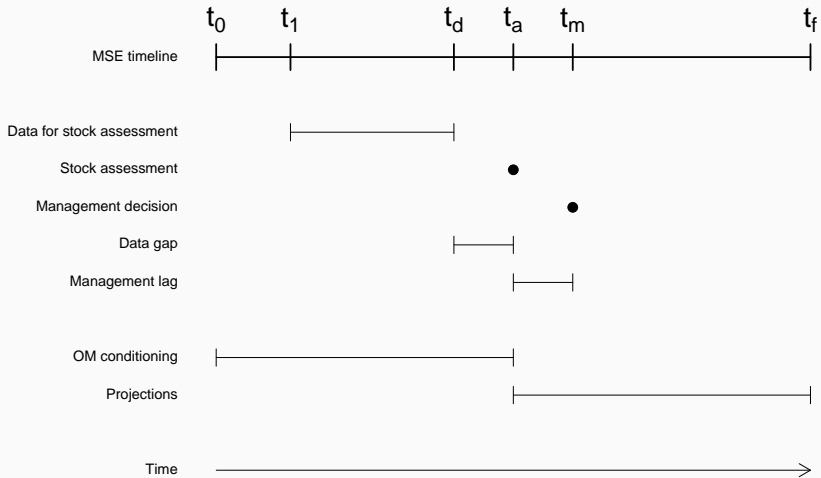 t0 t1 td ta tm tf
MSE timeline
Data for stock assessment
Stock assessment
Management decision
Data gap
Management lag
OM conditioning
Projections
Time